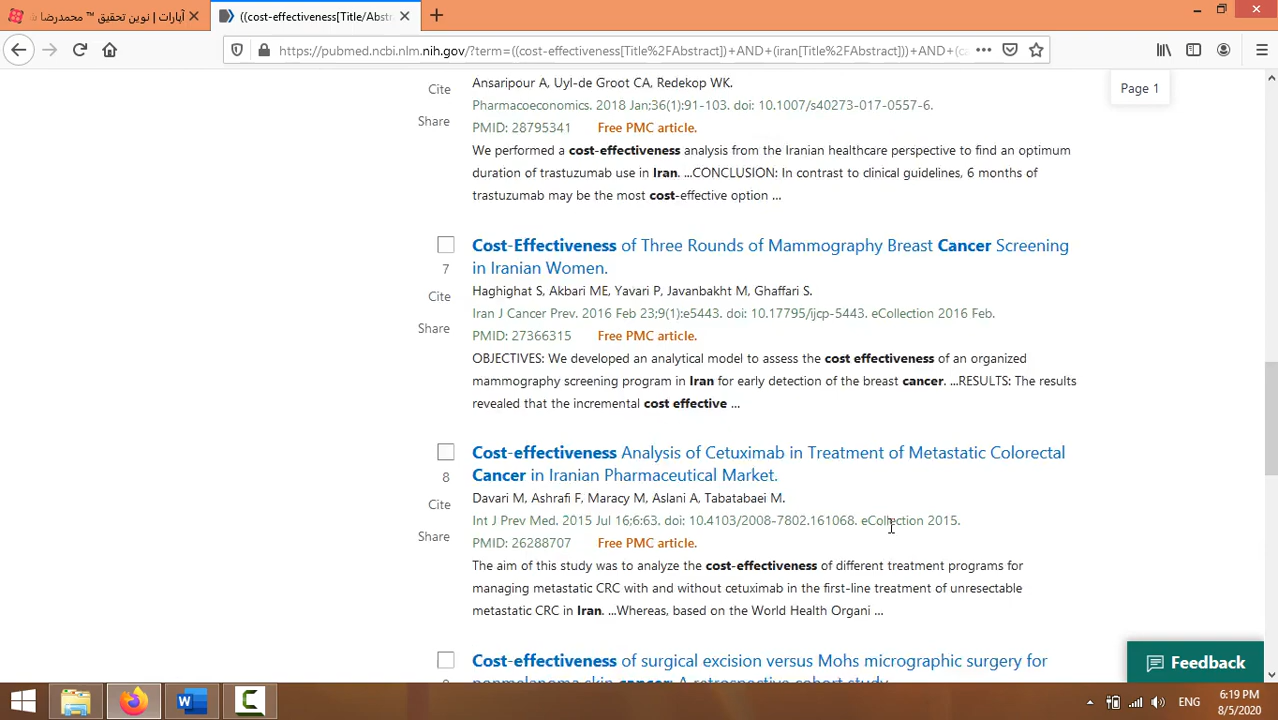 آپارات | نوین تحقیق ™ محمدرضا
((cost-effectiveness[Title/Abstr
https://pubmed.ncbi.nlm.nih.gov/?term=((cost-effectiveness[Title%2FAbstract])+AND+(iran[Title%2FAbstract]))+AND+(ca
Page 1
Ansaripour A, Uyl-de Groot CA, Redekop WK.
Cite
Pharmacoeconomics. 2018 Jan;36(1):91-103. doi: 10.1007/s40273-017-0557-6.
Share
PMID: 28795341 Free PMC article.
We performed a cost-effectiveness analysis from the Iranian healthcare perspective to find an optimum
duration of trastuzumab use in Iran. ...CONCLUSION: In contrast to clinical guidelines, 6 months of
trastuzumab may be the most cost-effective option ...
Cost-Effectiveness of Three Rounds of Mammography Breast Cancer Screening
7
in Iranian Women.
Haghighat S, Akbari ME, Yavari P, Javanbakht M, Ghaffari S.
Cite
Iran J Cancer Prev. 2016 Feb 23;9(1):e5443. doi: 10.17795/ijcp-5443. eCollection 2016 Feb.
Share
PMID: 27366315 Free PMC article.
OBJECTIVES: We developed an analytical model to assess the cost effectiveness of an organized
mammography screening program in Iran for early detection of the breast cancer. ...RESULTS: The results
revealed that the incremental cost effective ...
Cost-effectiveness Analysis of Cetuximab in Treatment of Metastatic Colorectal
8
Cancer in Iranian Pharmaceutical Market.
Davari M, Ashrafi F, Maracy M, Aslani A, Tabatabaei M.
Cite
Int J Prev Med. 2015 Jul 16;6:63. doi: 10.4103/2008-7802.161068. eCollection 2015.
Share
PMID: 26288707 Free PMC article.
The aim of this study was to analyze the cost-effectiveness of different treatment programs for
managing metastatic CRC with and without cetuximab in the first-line treatment of unresectable
metastatic CRC in Iran. ...Whereas, based on the World Health Organi ...
Cost-effectiveness of surgical excision versus Mohs micrographic surgery for
nonmelanoma skin cancer: A retrospective cohort study.
Feedback
ENG
6:19 PM
8/5/2020